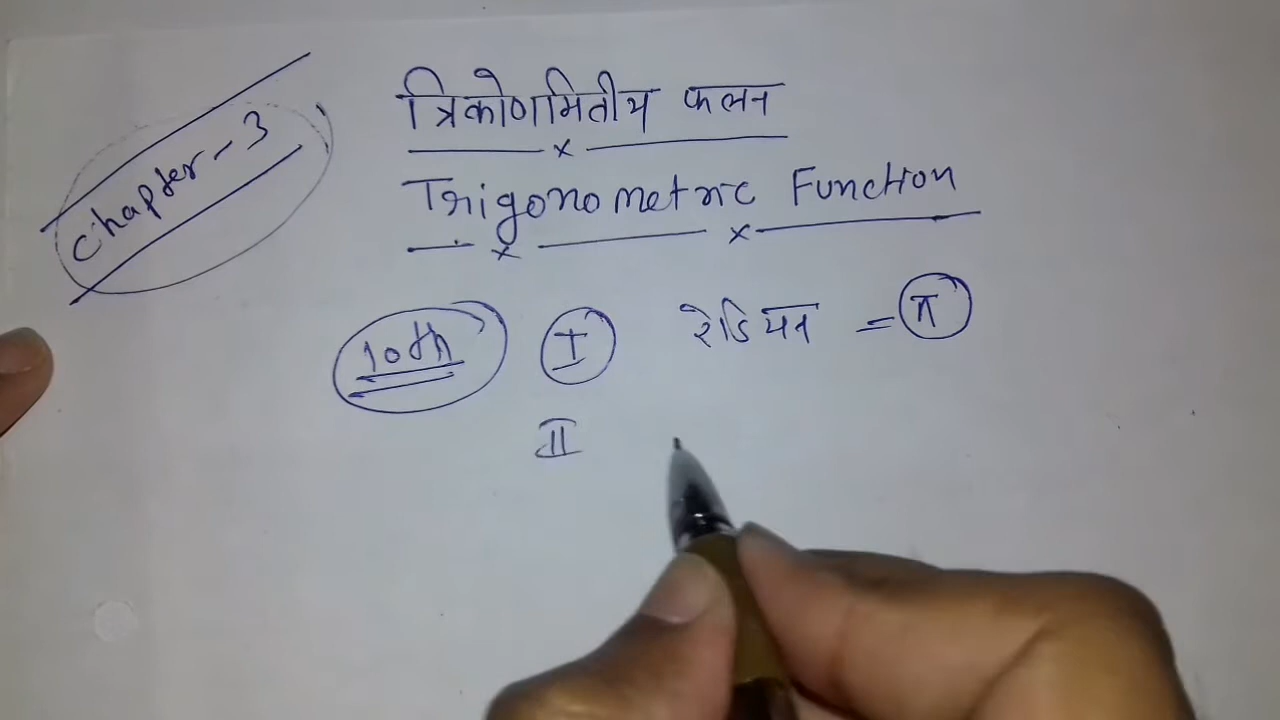 Chapter-3
त्रिकोणमितीय फलन
Trigonometric Function
10th I रेडियन = π
II